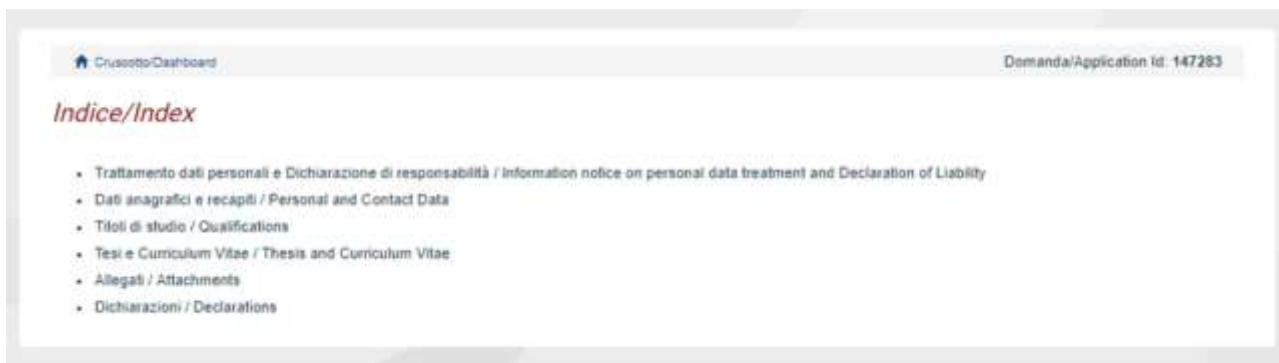 Cruscotto/Dashboard Domanda/Application Id: 147283
Indice/Index
Trattamento dati personali e Dichiarazione di responsabilità / Information notice on personal data treatment and Declaration of Liability
Dati anagrafici e recapiti / Personal and Contact Data
Titoli di studio / Qualifications
Tesi e Curriculum Vitae / Thesis and Curriculum Vitae
Allegati / Attachments
Dichiarazioni / Declarations